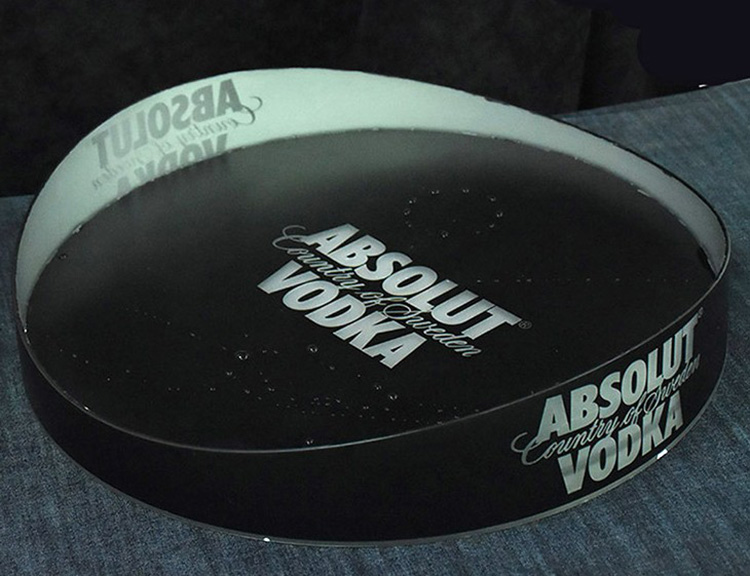 ABSOLUT
Country of Sweden
VODKA
ABSOLUT
Country of Sweden
VODKA
®
ABSOLUT
Country of Sweden
VODKA